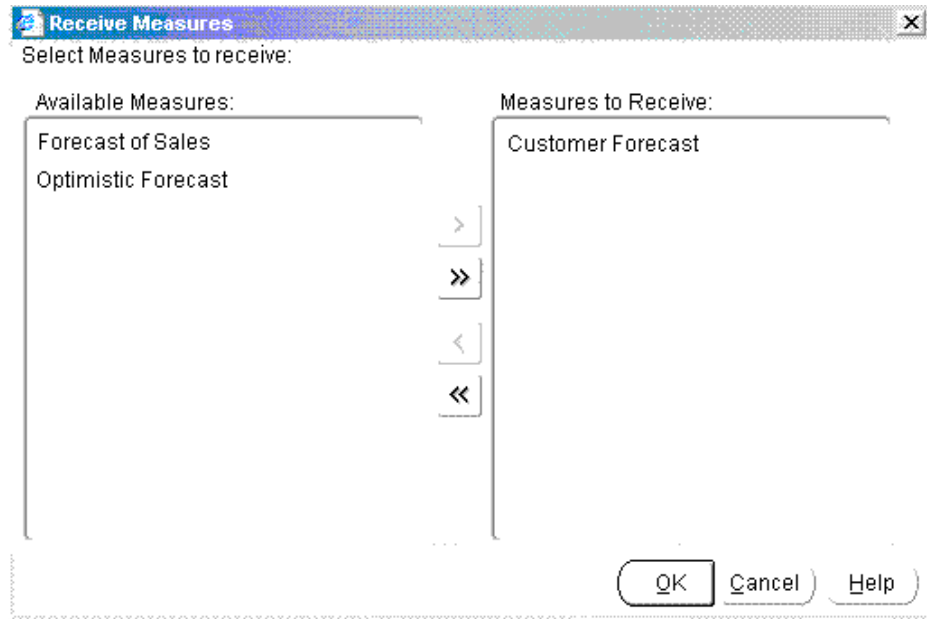 Receive Measures
Select Measures to receive:
Available Measures:
Measures to Receive:
Forecast of Sales
Optimistic Forecast
Customer Forecast
>
»
<
«
OK
Cancel
Help